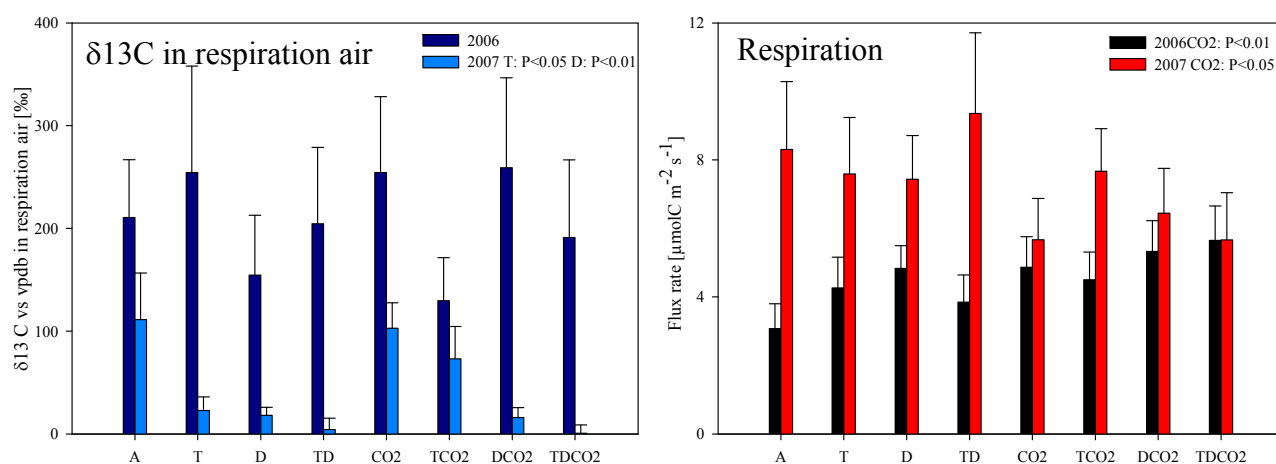 δ13C in respiration air
2006
2007 T: P<0.05 D: P<0.01
δ13 C vs vpdb in respiration air [‰]
400
300
200
100
0
A T D TD CO2 TCO2 DCO2 TDCO2
Respiration
2006CO2: P<0.01
2007 CO2: P<0.05
Flux rate [µmolC m-2 s-1]
12
8
4
0
A T D TD CO2 TCO2 DCO2 TDCO2